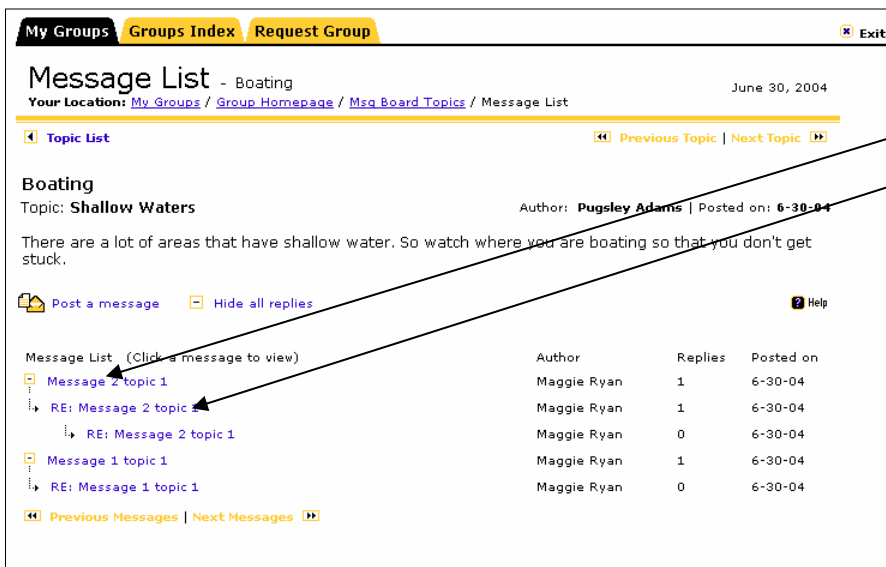 My Groups Groups Index Request Group Exit
Message List - Boating June 30, 2004
Your Location: My Groups / Group Homepage / Msg Board Topics / Message List
Topic List Previous Topic | Next Topic
Boating
Topic: Shallow Waters Author: Pugsley Adams | Posted on: 6-30-04
There are a lot of areas that have shallow water. So watch where you are boating so that you don't get
stuck.
Post a message Hide all replies Help
Message List (Click a message to view) Author Replies Posted on
Message 2 topic 1 Maggie Ryan 1 6-30-04
RE: Message 2 topic 1 Maggie Ryan 1 6-30-04
RE: Message 2 topic 1 Maggie Ryan 0 6-30-04
Message 1 topic 1 Maggie Ryan 1 6-30-04
RE: Message 1 topic 1 Maggie Ryan 0 6-30-04
Previous Messages | Next Messages